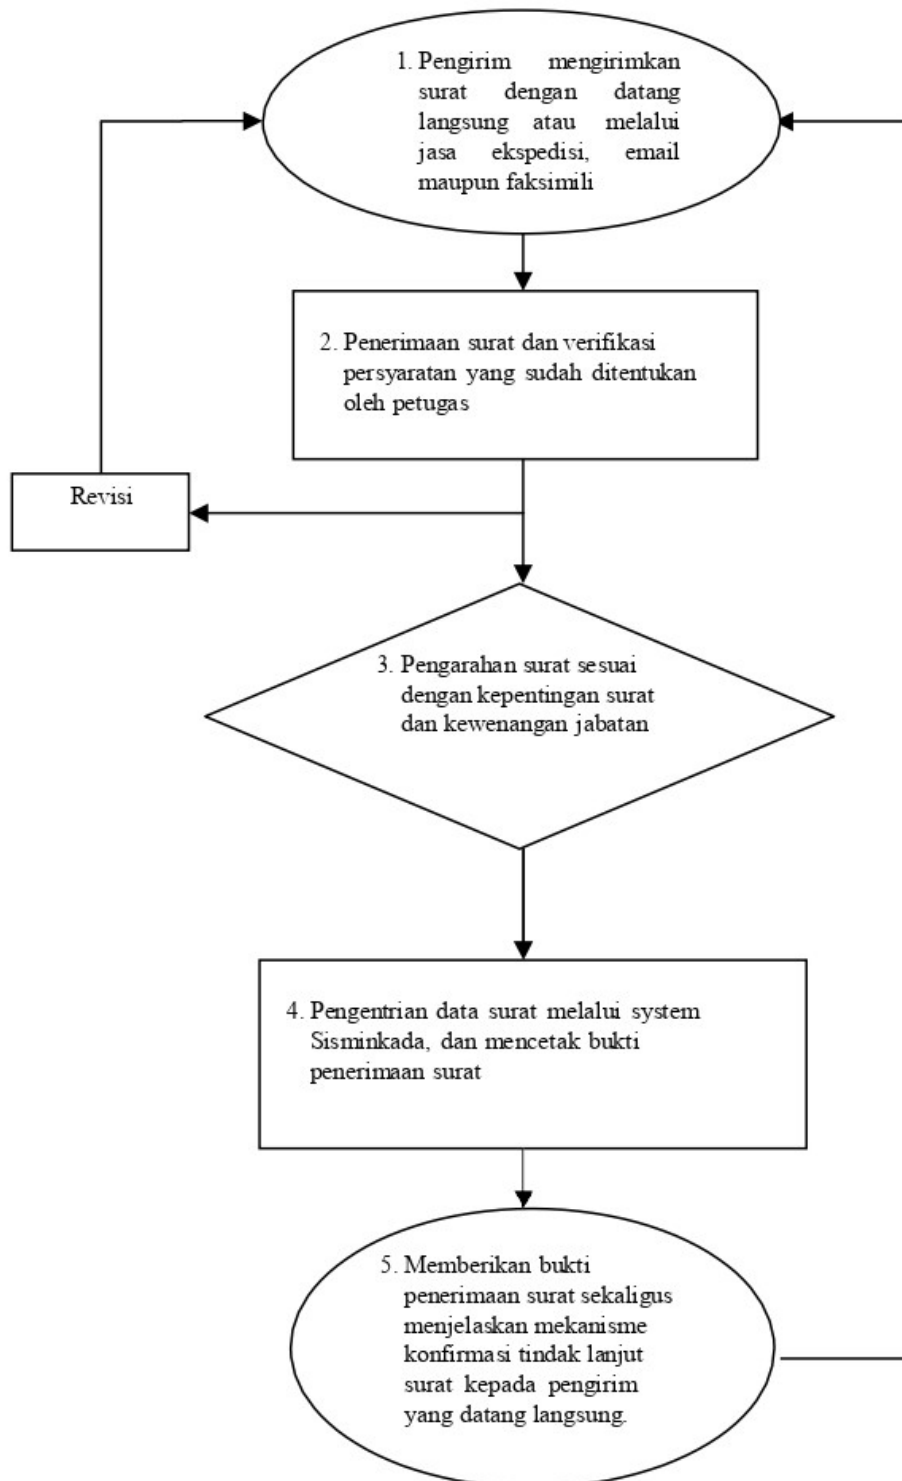 1. Pengirim mengirimkan
surat dengan datang
langsung atau melalui
jasa ekspedisi, email
maupun faksimili
2. Penerimaan surat dan verifikasi
persyaratan yang sudah ditentukan
oleh petugas
Revisi
3. Pengarahan surat sesuai
dengan kepentingan surat
dan kewenangan jabatan
4. Pengentrian data surat melalui system
Sisminkada, dan mencetak bukti
penerimaan surat
5. Memberikan bukti
penerimaan surat sekaligus
menjelaskan mekanisme
konfirmasi tindak lanjut
surat kepada pengirim
yang datang langsung.